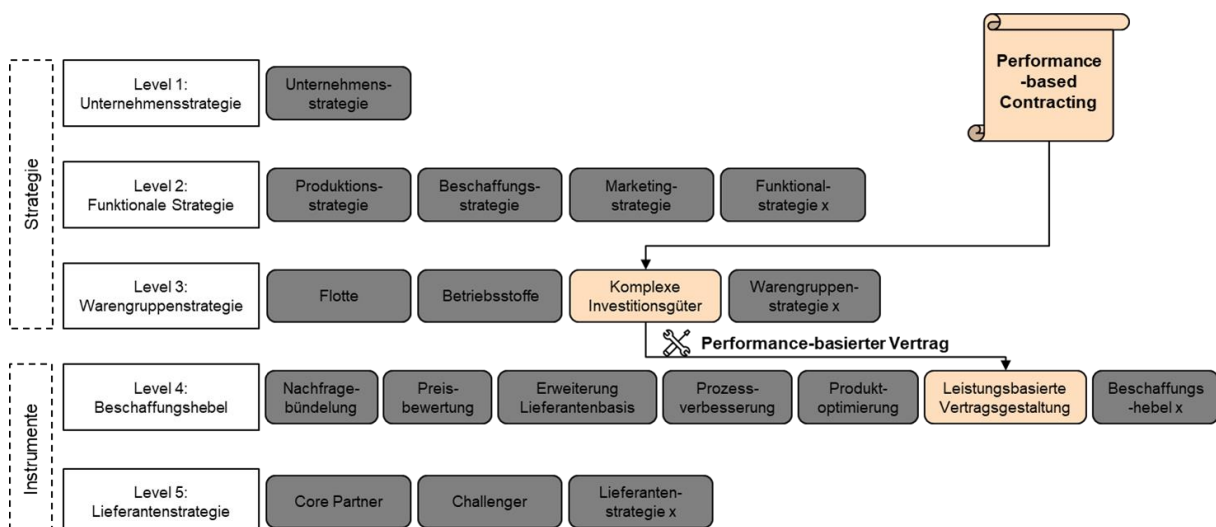 Performance
-based
Contracting
Strategie
Level 1:
Unternehmensstrategie
Unternehmens-
strategie
Level 2:
Funktionale Strategie
Produktions-
strategie
Beschaffungs-
strategie
Marketing-
strategie
Funktional-
strategie x
Level 3:
Warengruppenstrategie
Flotte
Betriebsstoffe
Komplexe
Investitionsgüter
Warengruppen-
strategie x
Performance-basierter Vertrag
Instrumente
Level 4:
Beschaffungshebel
Nachfrage-
bündelung
Preis-
bewertung
Erweiterung
Lieferantenbasis
Prozess-
verbesserung
Produkt-
optimierung
Leistungsbasierte
Vertragsgestaltung
Beschaffungs
-hebel x
Level 5:
Lieferantenstrategie
Core Partner
Challenger
Lieferanten-
strategie x